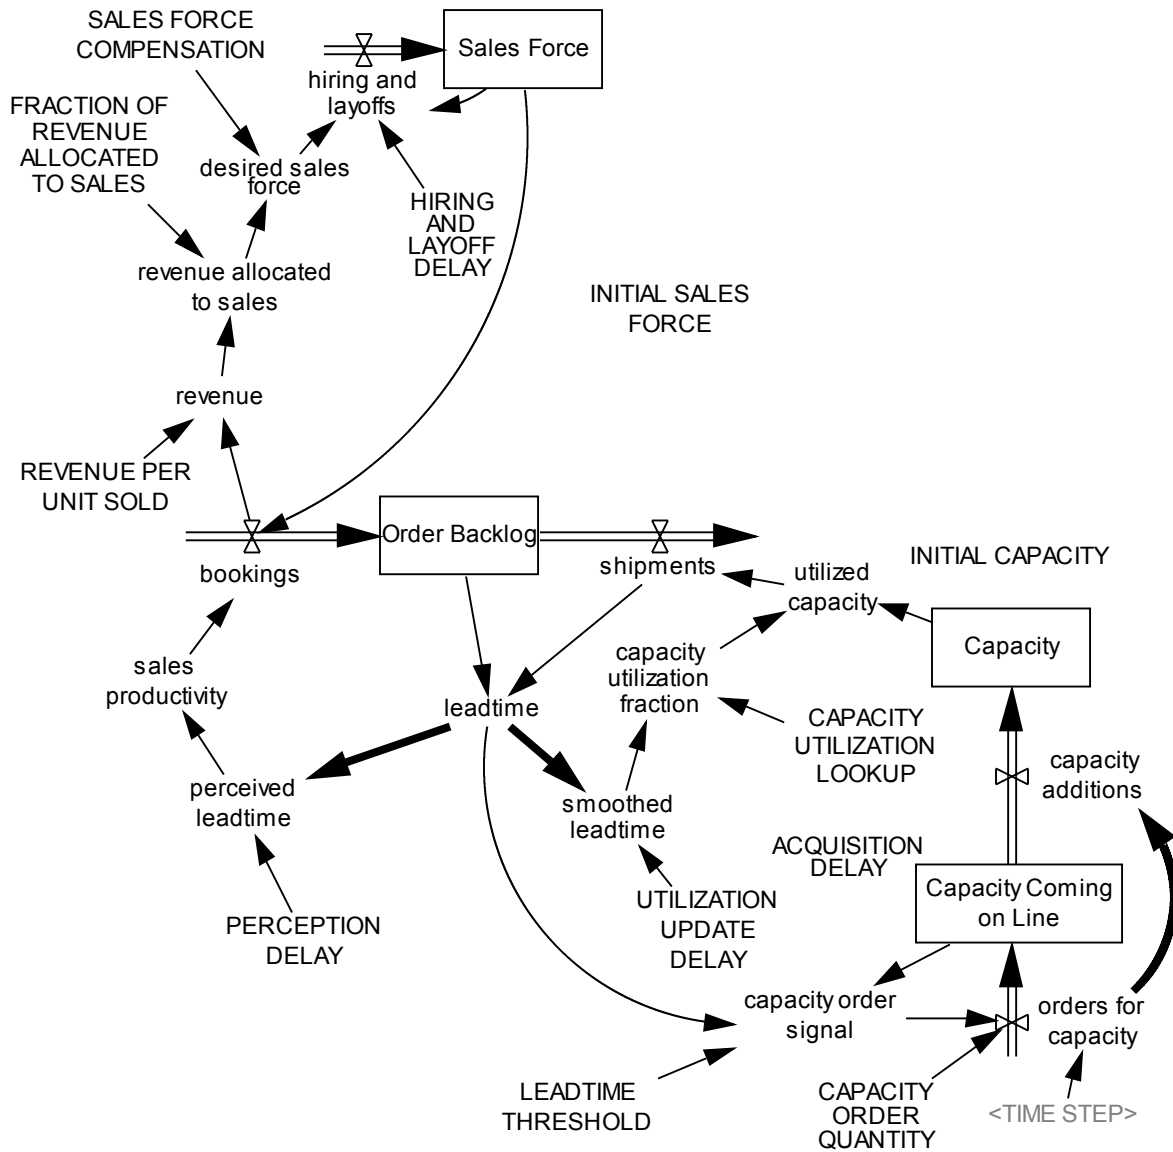 SALES FORCE
COMPENSATION
Sales Force
hiring and
layoffs
FRACTION OF
REVENUE
ALLOCATED
TO SALES
desired sales
force
HIRING
AND
LAYOFF
DELAY
revenue allocated
to sales
INITIAL SALES
FORCE
revenue
REVENUE PER
UNIT SOLD
Order Backlog
bookings
shipments
utilized
capacity
INITIAL CAPACITY
Capacity
sales
productivity
capacity
utilization
fraction
leadtime
CAPACITY
UTILIZATION
LOOKUP
capacity
additions
perceived
leadtime
smoothed
leadtime
ACQUISITION
DELAY
Capacity Coming
on Line
PERCEPTION
DELAY
UTILIZATION
UPDATE
DELAY
capacity order
signal
orders for
capacity
LEADTIME
THRESHOLD
CAPACITY
ORDER
QUANTITY
<TIME STEP>